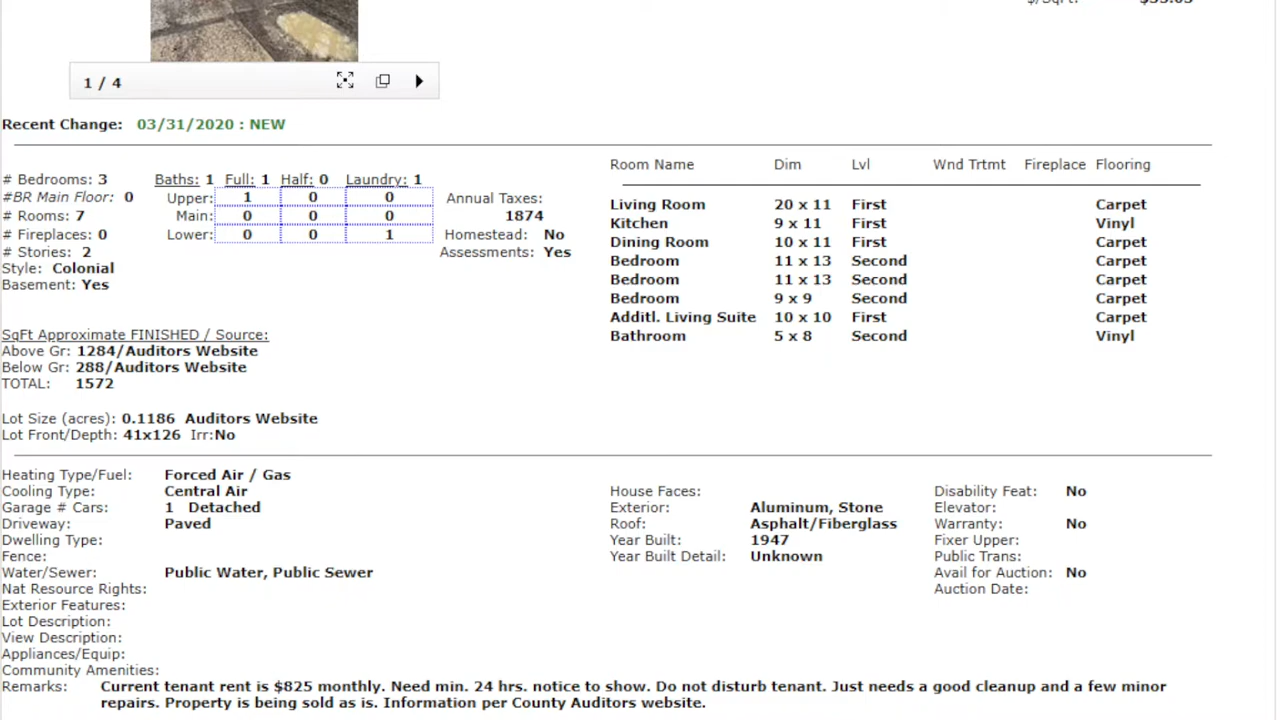 $/SqFt:
1 / 4
Recent Change: 03/31/2020 : NEW
# Bedrooms: 3 Baths: 1 Full: 1 Half: 0 Laundry: 1
#BR Main Floor: 0 Upper: 1 0 0 Annual Taxes:
# Rooms: 7 Main: 0 0 0 1874
# Fireplaces: 0 Lower: 0 0 1 Homestead: No
# Stories: 2 Assessments: Yes
Style: Colonial
Basement: Yes
SqFt Approximate FINISHED / Source:
Above Gr: 1284/Auditors Website
Below Gr: 288/Auditors Website
TOTAL: 1572
Lot Size (acres): 0.1186 Auditors Website
Lot Front/Depth: 41x126 Irr:No
Room Name Dim Lvl Wnd Trtmt Fireplace Flooring
Living Room 20 x 11 First Carpet
Kitchen 9 x 11 First Vinyl
Dining Room 10 x 11 First Carpet
Bedroom 11 x 13 Second Carpet
Bedroom 11 x 13 Second Carpet
Bedroom 9 x 9 Second Carpet
Additl. Living Suite 10 x 10 First Carpet
Bathroom 5 x 8 Second Vinyl
Heating Type/Fuel: Forced Air / Gas
Cooling Type: Central Air
Garage # Cars: 1 Detached
Driveway: Paved
Dwelling Type:
Fence:
Water/Sewer: Public Water, Public Sewer
Nat Resource Rights:
Exterior Features:
Lot Description:
View Description:
Appliances/Equip:
Community Amenities:
House Faces:
Exterior: Aluminum, Stone
Roof: Asphalt/Fiberglass
Year Built: 1947
Year Built Detail: Unknown
Disability Feat: No
Elevator:
Warranty: No
Fixer Upper:
Public Trans:
Avail for Auction: No
Auction Date:
Remarks: Current tenant rent is $825 monthly. Need min. 24 hrs. notice to show. Do not disturb tenant. Just needs a good cleanup and a few minor
repairs. Property is being sold as is. Information per County Auditors website.